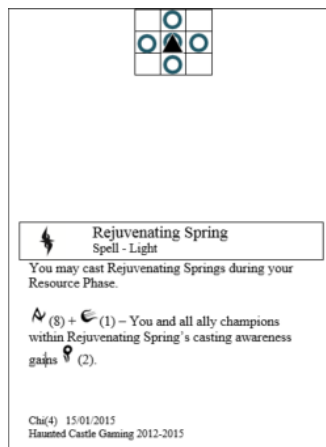 Rejuvenating Spring
Spell - Light
You may cast Rejuvenating Springs during your
Resource Phase.
(8) + (1) – You and all ally champions
within Rejuvenating Spring's casting awareness
gains (2).
Chi(4) 15/01/2015
Haunted Castle Gaming 2012-2015